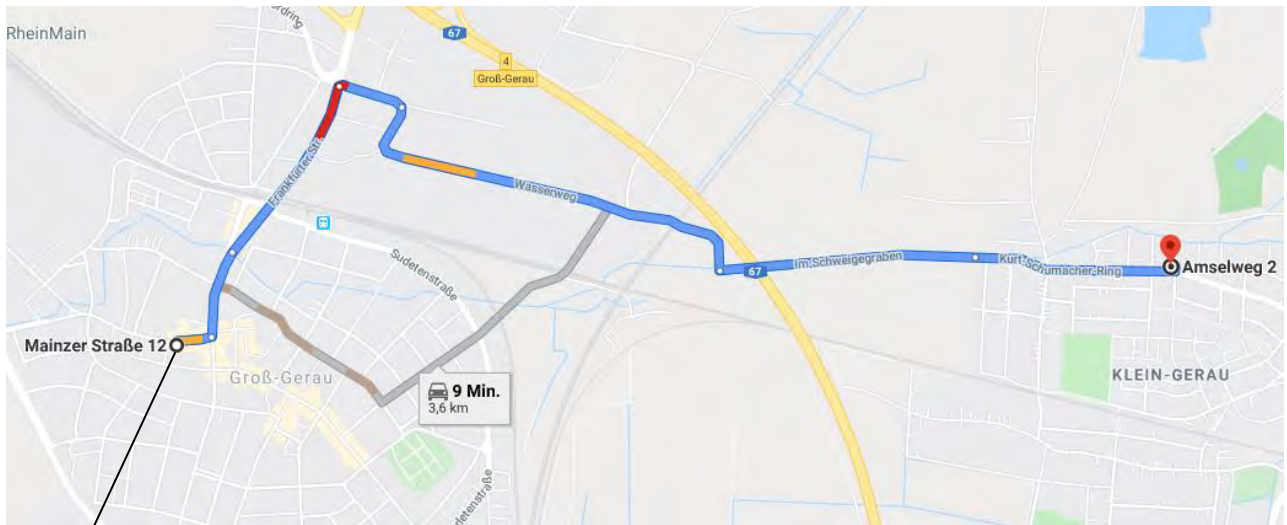 RheinMain
67
4
Groß-Gerau
Frankfurter Str.
Wasserweg
Sudetenstraße
67
Im Schweigegraben
Kurt-Schumacher-Ring
Amselweg 2
Mainzer Straße 12
Groß-Gerau
9 Min.
3,6 km
KLEIN-GERAU
Sudetenstraße